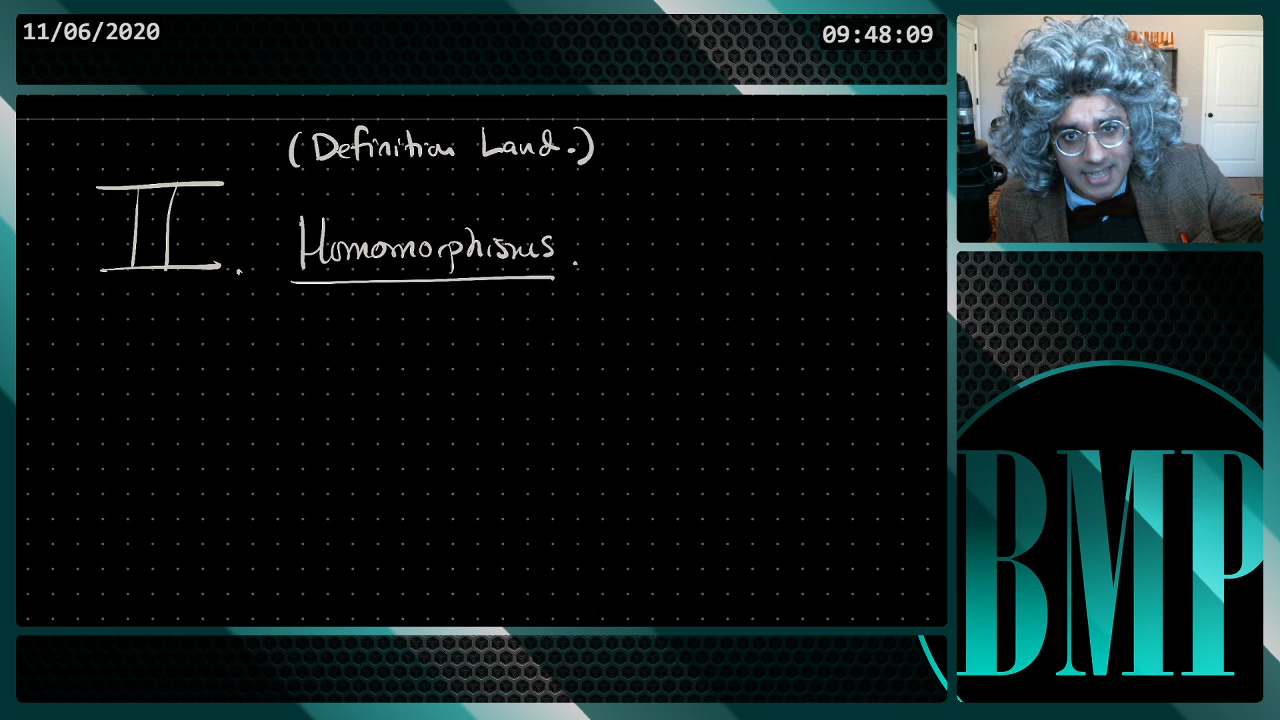 11/06/2020
09:48:09
(Definition Land.)
II. Homomorphisms.
BMP